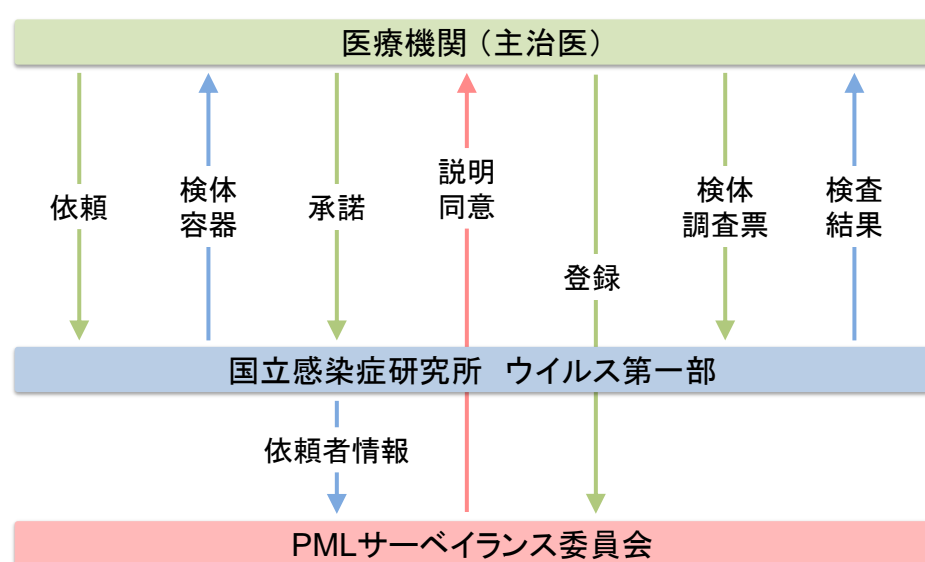 医療機関（主治医）
依頼
検体
容器
承諾
説明
同意
登録
検体
調査票
検査
結果
国立感染症研究所　ウイルス第一部
依頼者情報
PMLサーベイランス委員会